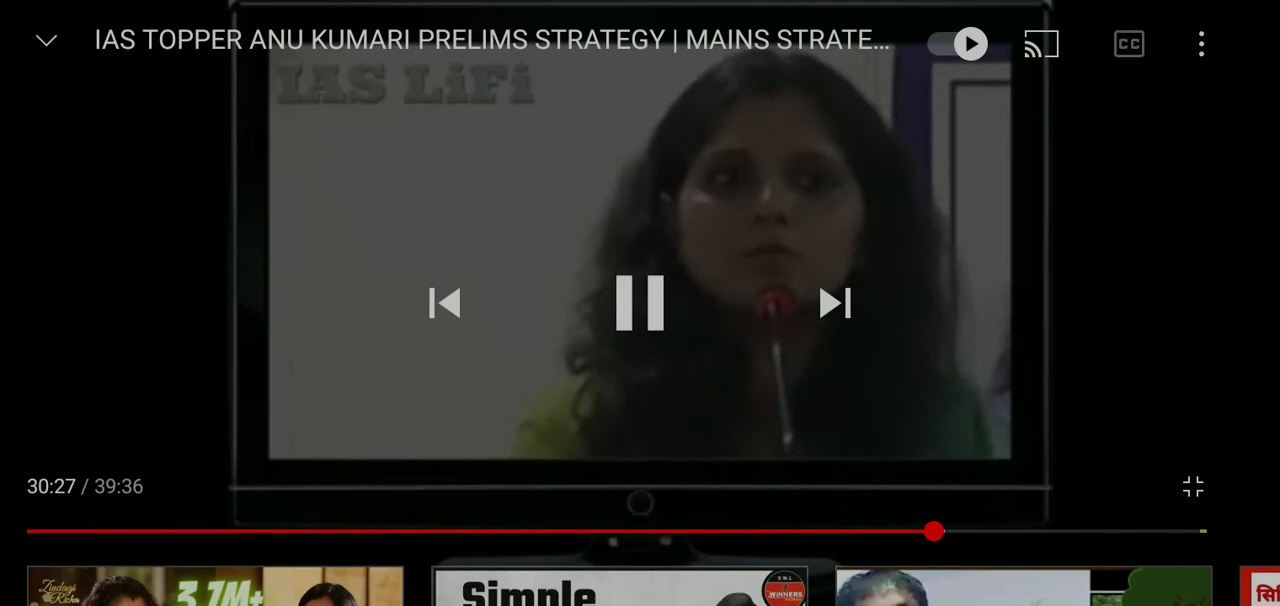 IAS TOPPER ANU KUMARI PRELIMS STRATEGY | MAINS STRATE...
CC
IAS LiFi
30:27 / 39:36
Zindagi
3.7M+
Simple
Y.W.I.
WINNERS